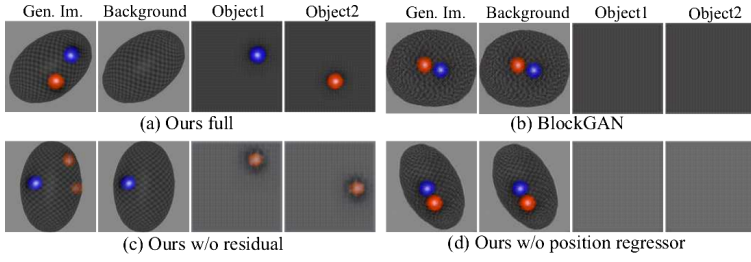 Gen. Im. Background Object1 Object2
Gen. Im. Background Object1 Object2
(a) Ours full
(b) BlockGAN
(c) Ours w/o residual
(d) Ours w/o position regressor